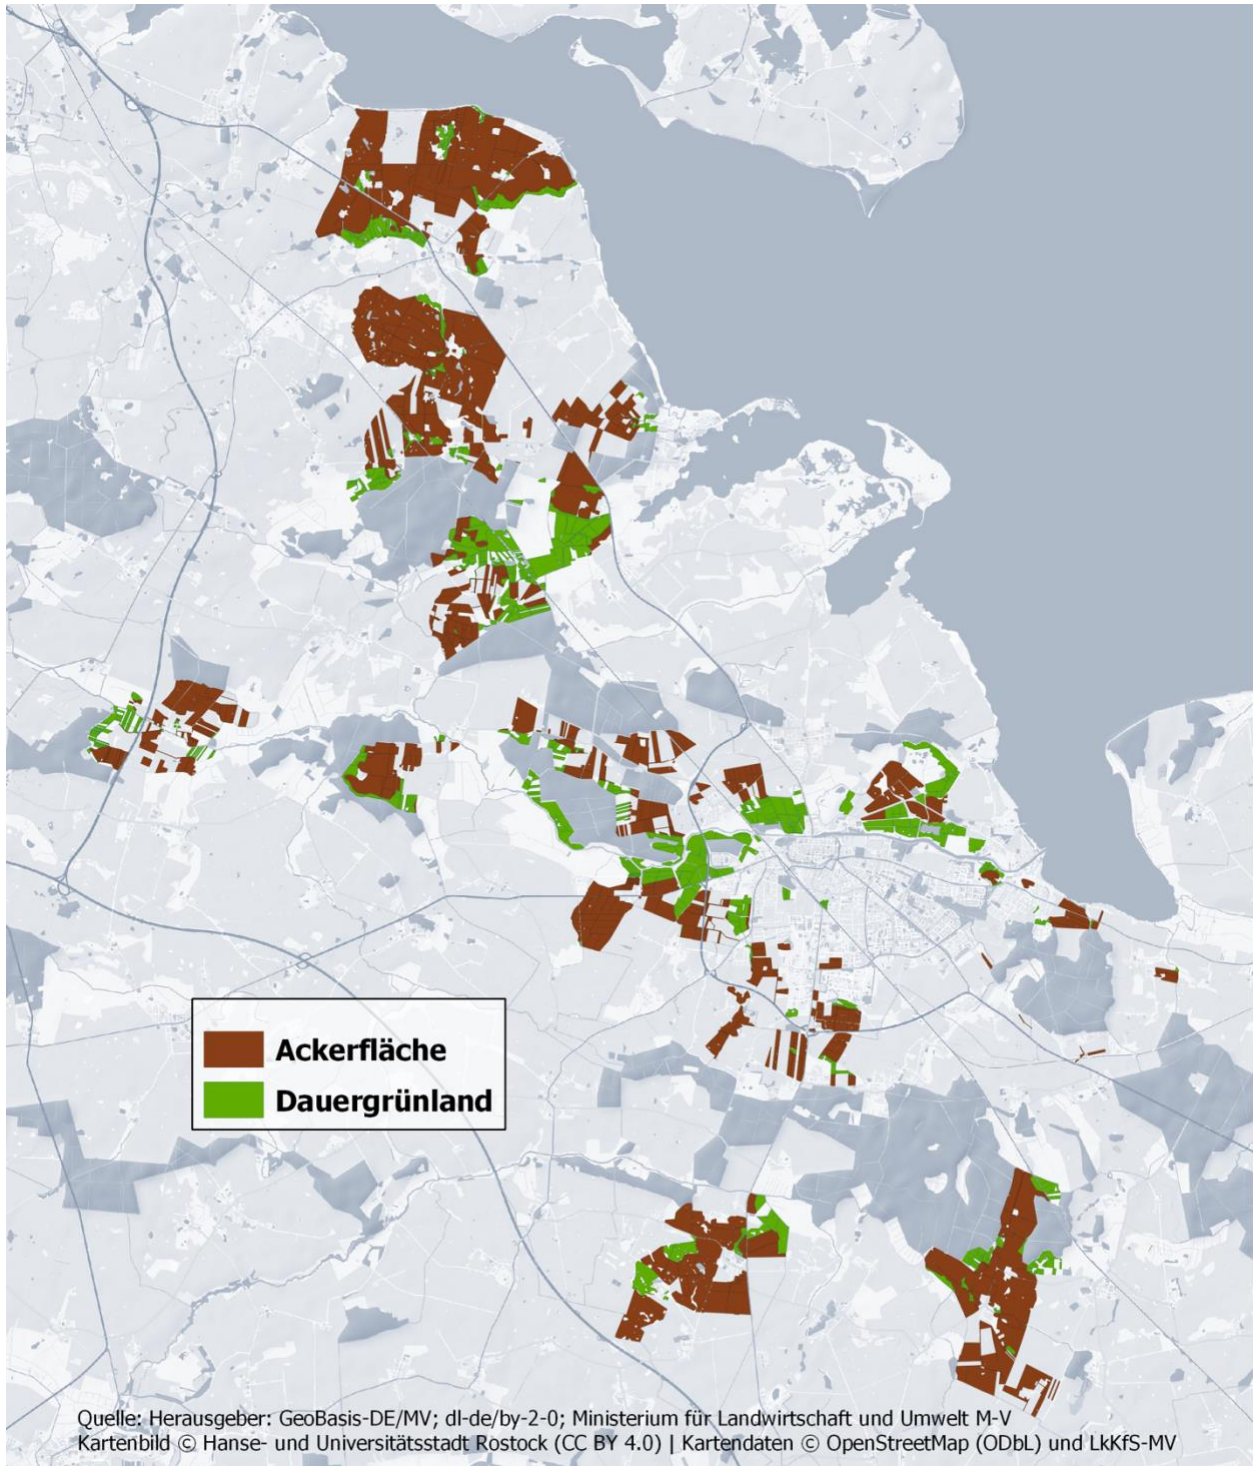 Ackerfläche
Dauergrünland
Quelle: Herausgeber: GeoBasis-DE/MV; dl-de/by-2-0; Ministerium für Landwirtschaft und Umwelt M-V
Kartenbild © Hanse- und Universitätsstadt Rostock (CC BY 4.0) | Kartendaten © OpenStreetMap (ODbL) und LkKfS-MV